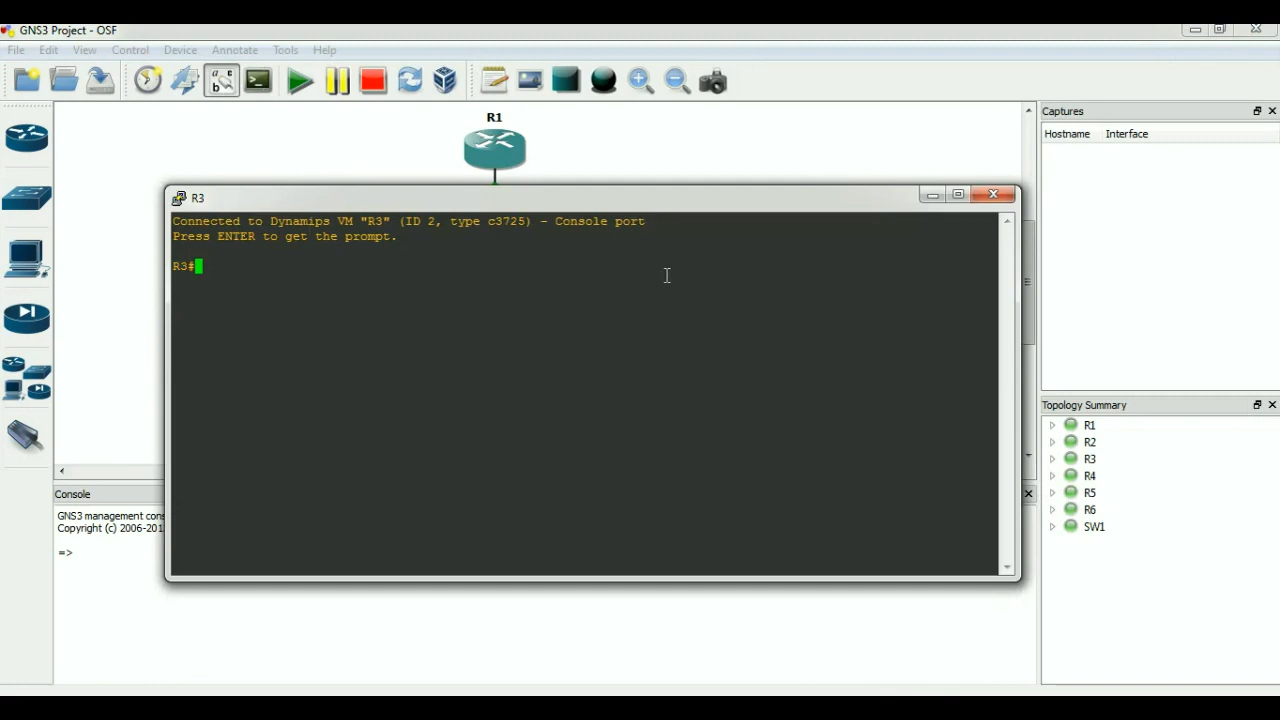 GNS3 Project - OSF
File Edit View Control Device Annotate Tools Help
R1
Captures
Hostname Interface
R3
Connected to Dynamips VM "R3" (ID 2, type c3725) - Console port
Press ENTER to get the prompt.
R3#
Topology Summary
R1
R2
R3
R4
R5
R6
SW1
Console
GNS3 management cons
Copyright (c) 2006-201
=>